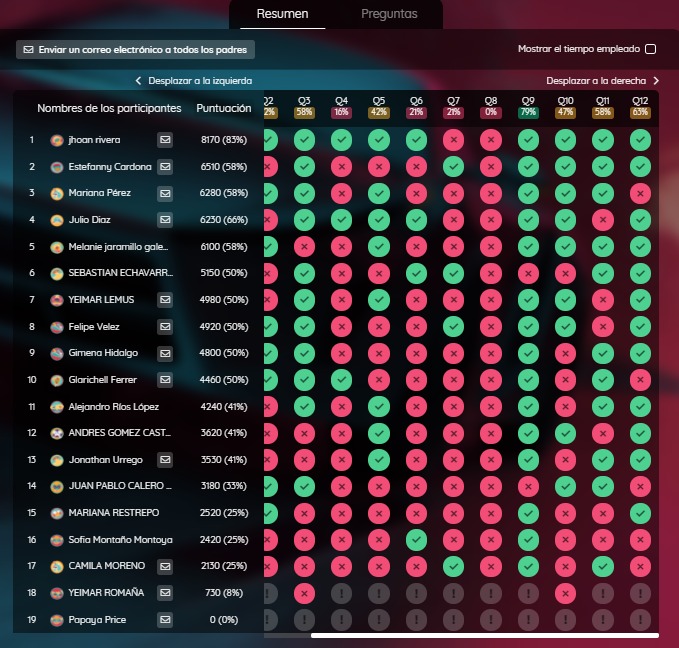 Resumen Preguntas
Enviar un correo electrónico a todos los padres Mostrar el tiempo empleado
Desplazar a la izquierda Desplazar a la derecha
Nombres de los participantes Puntuación Q2 Q3 Q4 Q5 Q6 Q7 Q8 Q9 Q10 Q11 Q12
2% 58% 16% 42% 21% 21% 0% 79% 47% 58% 63%
1 jhoan rivera 8170 (83%)
2 Estefanny Cardona 6510 (58%)
3 Mariana Pérez 6280 (58%)
4 Julio Diaz 6230 (66%)
5 Melanie jaramillo gale... 6100 (58%)
6 SEBASTIAN ECHAVARR... 5150 (50%)
7 YEIMAR LEMUS 4980 (50%)
8 Felipe Velez 4920 (50%)
9 Gimena Hidalgo 4800 (50%)
10 Glarichell Ferrer 4460 (50%)
11 Alejandro Ríos López 4240 (41%)
12 ANDRES GOMEZ CAST... 3620 (41%)
13 Jonathan Urrego 3530 (41%)
14 JUAN PABLO CALERO ... 3180 (33%)
15 MARIANA RESTREPO 2520 (25%)
16 Sofia Montaño Montoya 2420 (25%)
17 CAMILA MORENO 2130 (25%)
18 YEIMAR ROMAÑA 730 (8%)
19 Papaya Price 0 (0%)